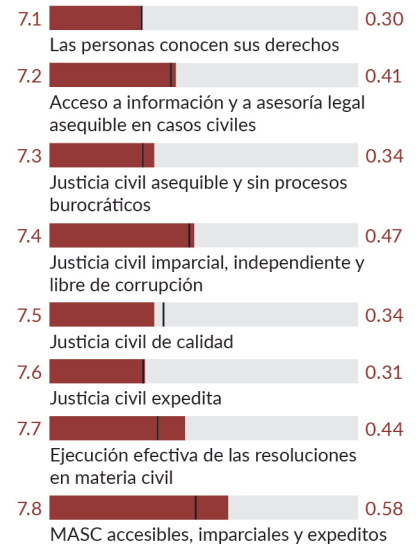 7.1 0.30
Las personas conocen sus derechos
7.2 0.41
Acceso a información y a asesoría legal
asequible en casos civiles
7.3 0.34
Justicia civil asequible y sin procesos
burocráticos
7.4 0.47
Justicia civil imparcial, independiente y
libre de corrupción
7.5 0.34
Justicia civil de calidad
7.6 0.31
Justicia civil expedita
7.7 0.44
Ejecución efectiva de las resoluciones
en materia civil
7.8 0.58
MASC accesibles, imparciales y expeditos